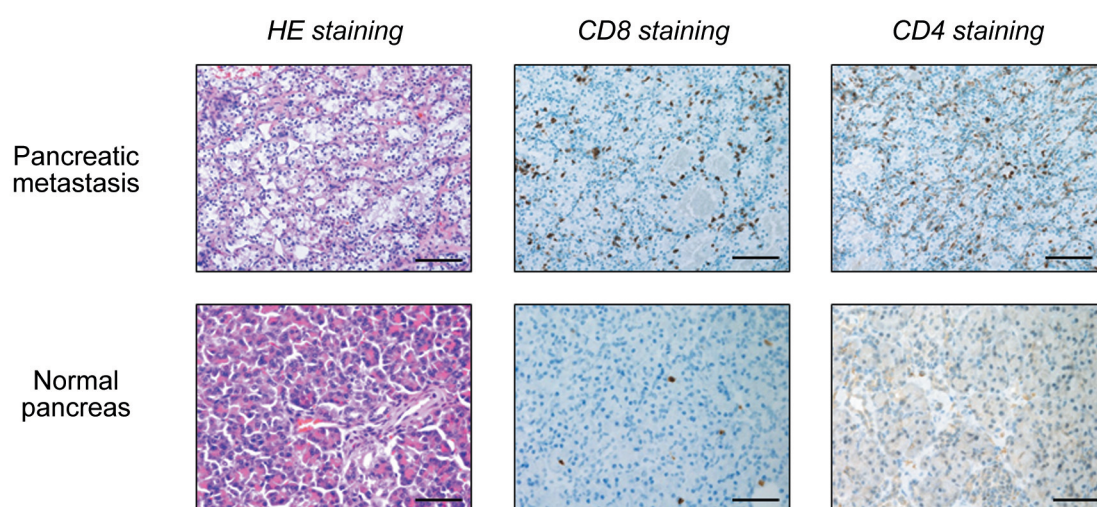 HE staining
CD8 staining
CD4 staining
Pancreatic
metastasis
Normal
pancreas